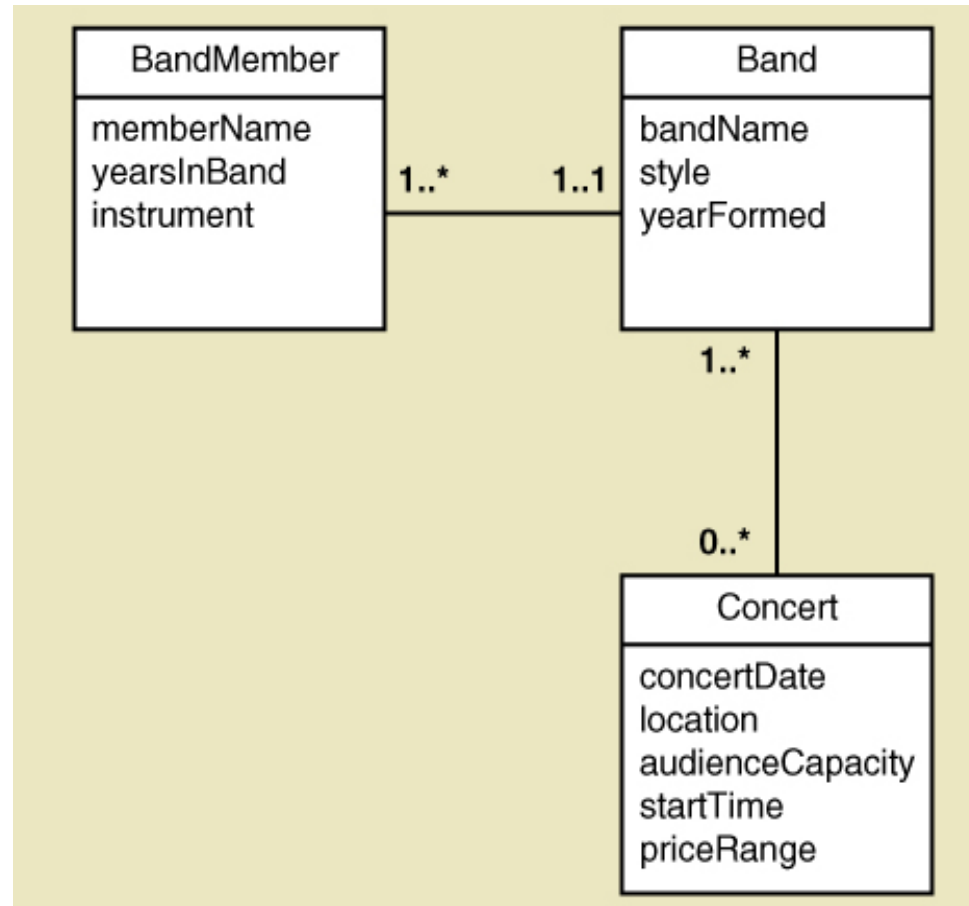 BandMember
memberName
yearsInBand
instrument
1..*
1..1
Band
bandName
style
yearFormed
1..*
0..*
Concert
concertDate
location
audienceCapacity
startTime
priceRange